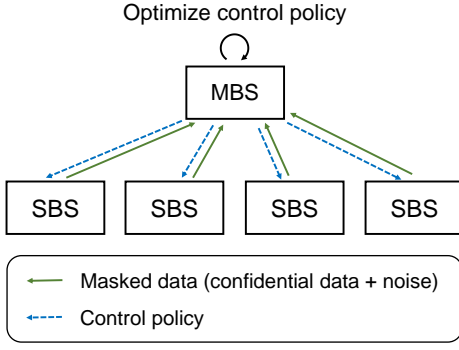 Optimize control policy
MBS
SBS SBS SBS SBS
Masked data (confidential data + noise)
Control policy